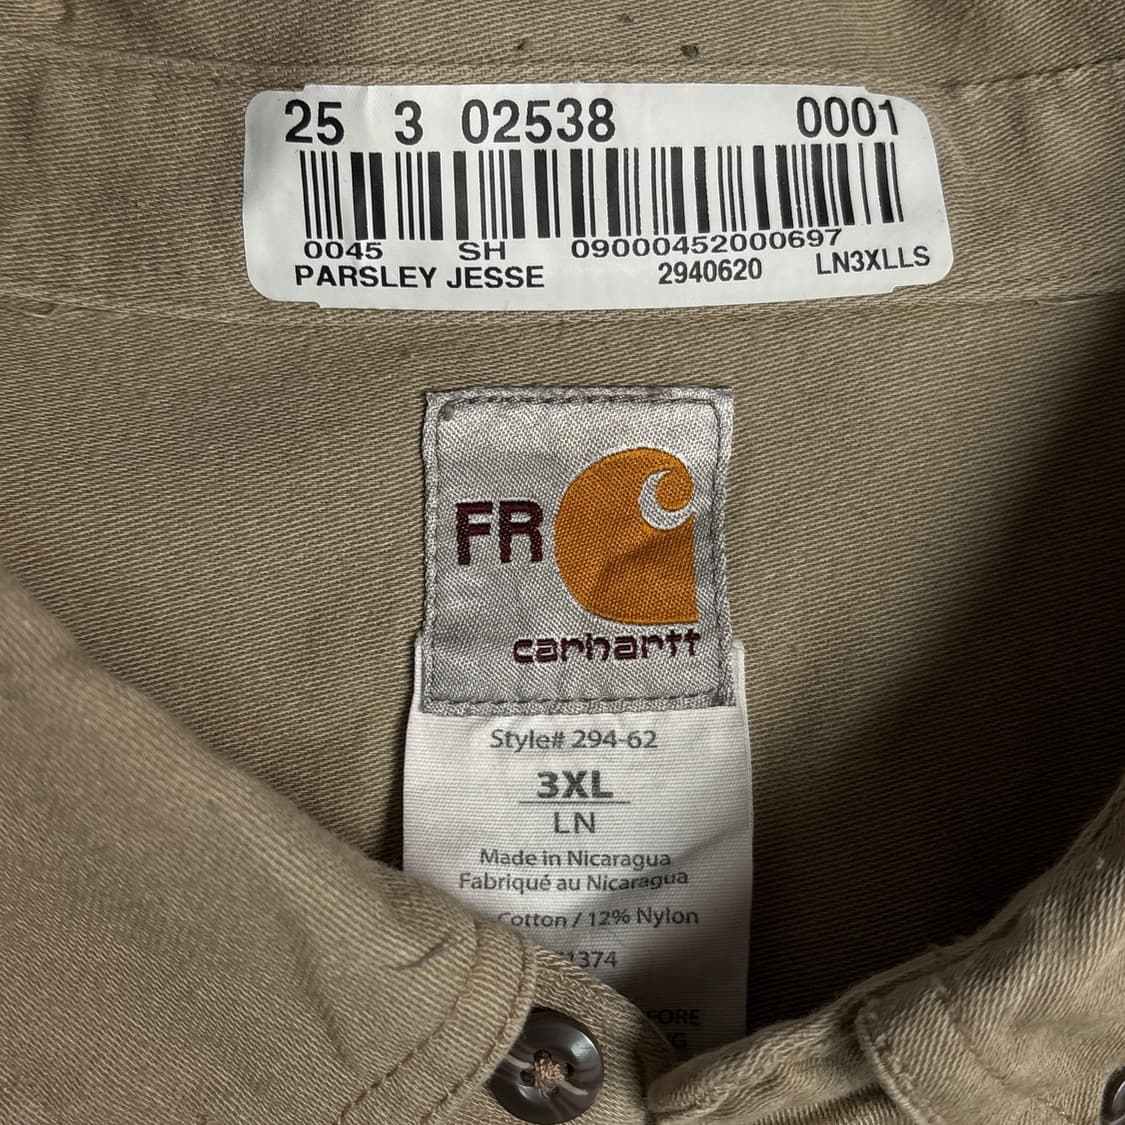 25 3 02538 0001
0045 SH 09000452000697
PARSLEY JESSE 2940620 LN3XLLS
FR
carhartt
Style# 294-62
3XL
LN
Made in Nicaragua
Fabriqué au Nicaragua
Cotton / 12% Nylon
1374